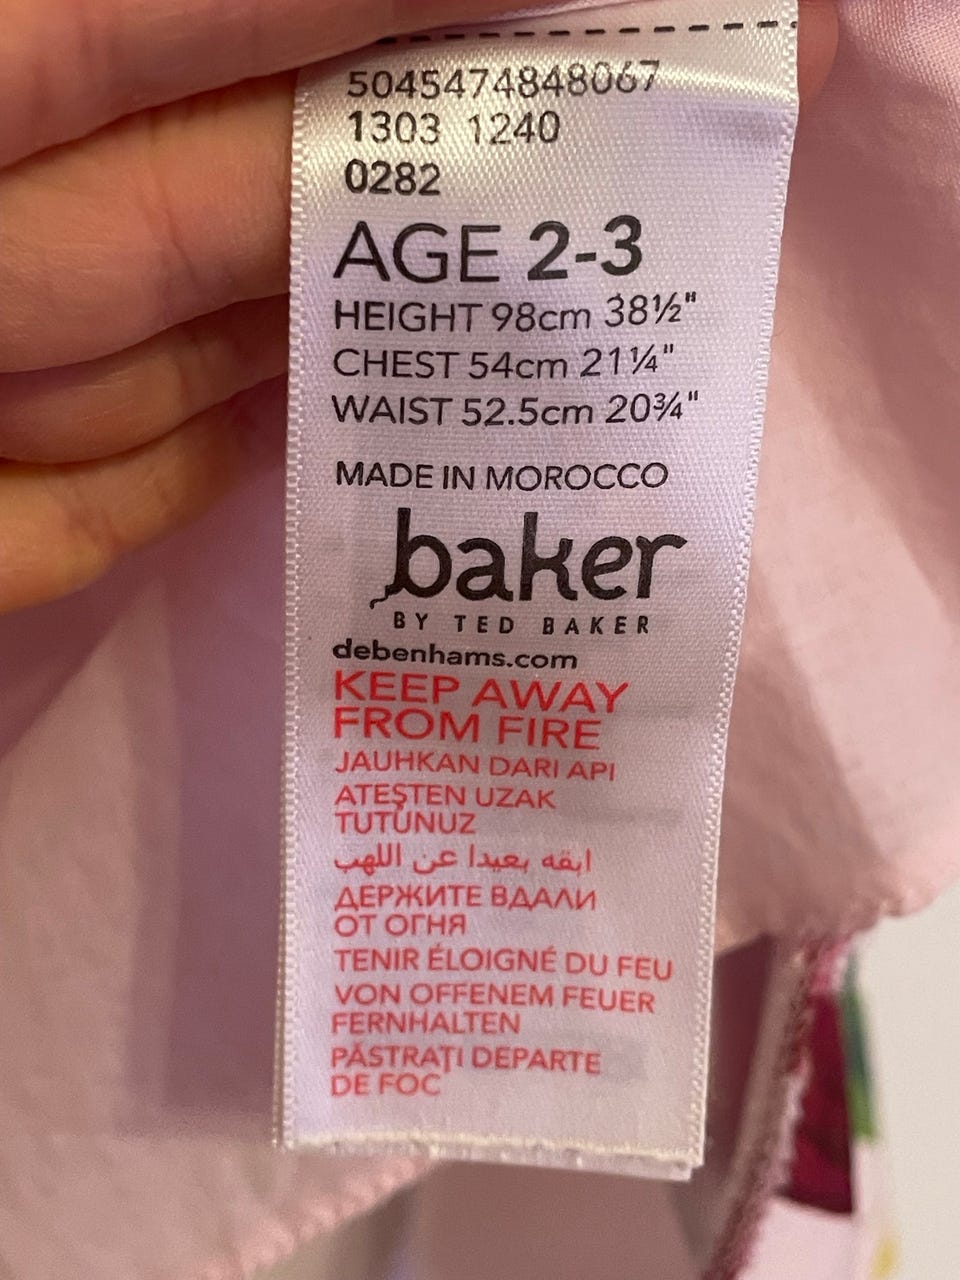 5045474848067
1303 1240
0282
AGE 2-3
HEIGHT 98cm 38½"
CHEST 54cm 21¼"
WAIST 52.5cm 20¾"
MADE IN MOROCCO
baker
BY TED BAKER
debenhams.com
KEEP AWAY
FROM FIRE
JAUHKAN DARI API
ATEŞTEN UZAK
TUTUNUZ
ابقه بعيدا عن اللهب
ДЕРЖИТЕ ВДАЛИ
ОТ ОГНЯ
TENIR ÉLOIGNÉ DU FEU
VON OFFENEM FEUER
FERNHALTEN
PĂSTRAŢI DEPARTE
DE FOC